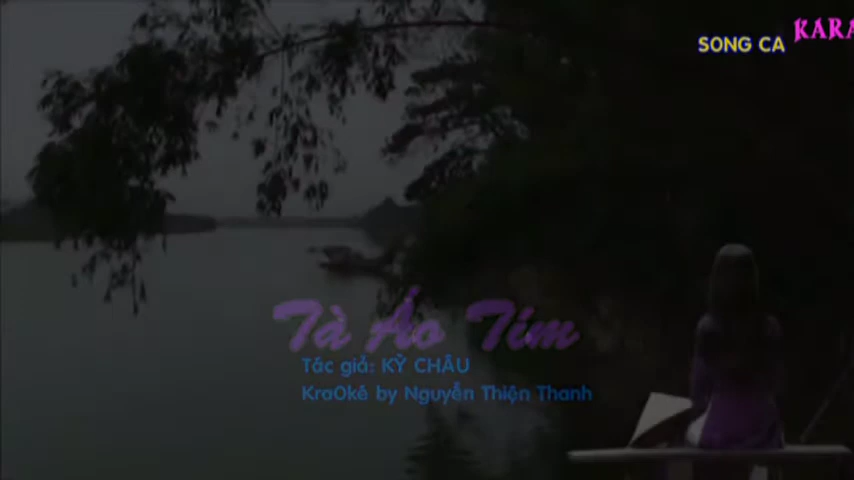 SONG CA
KARA
Tà Áo Tím
Tác giả: KỲ CHÂU
KraOkê by Nguyễn Thiện Thanh